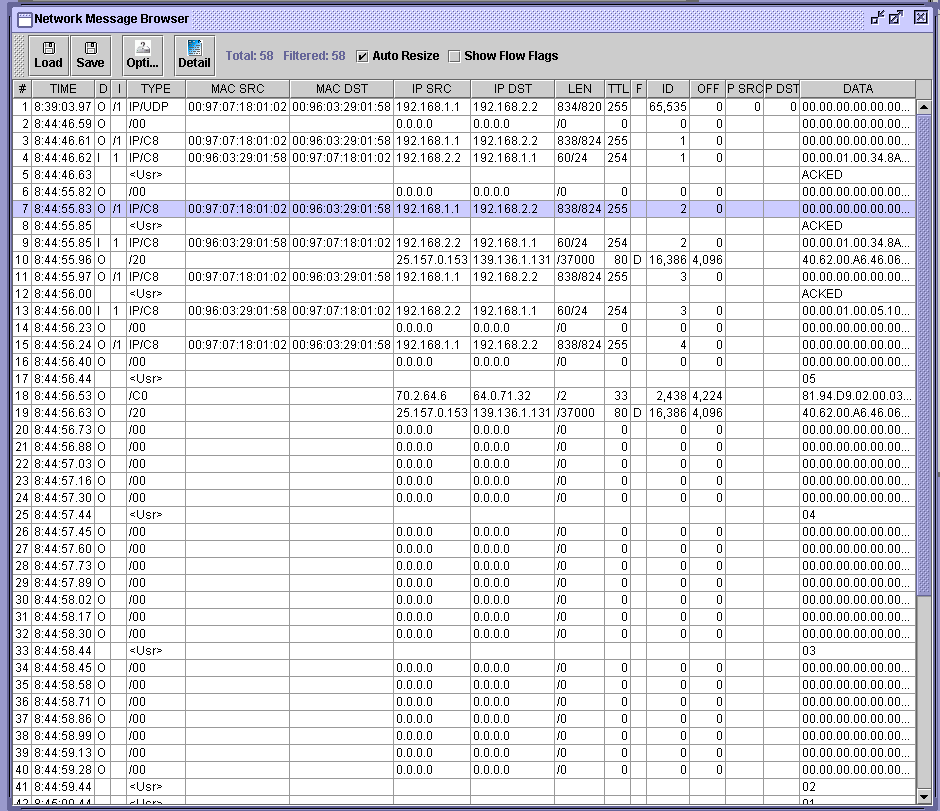 Network Message Browser
Load Save Opti... Detail Total: 58 Filtered: 58 Auto Resize Show Flow Flags
# TIME D I TYPE MAC SRC MAC DST IP SRC IP DST LEN TTL F ID OFF P SRC P DST DATA
1 8:39:03.97 O /1 IP/UDP 00:97:07:18:01:02 00:96:03:29:01:58 192.168.1.1 192.168.2.2 834/820 255 65,535 0 0 0 00.00.00.00.00.00...
2 8:44:46.59 O /00 0.0.0.0 0.0.0.0 /0 0 0 0 00.00.00.00.00.00...
3 8:44:46.61 O /1 IP/C8 00:97:07:18:01:02 00:96:03:29:01:58 192.168.1.1 192.168.2.2 838/824 255 1 0 00.00.00.00.00.00...
4 8:44:46.62 I 1 IP/C8 00:96:03:29:01:58 00:97:07:18:01:02 192.168.2.2 192.168.1.1 60/24 254 1 0 00.00.01.00.34.8A...
5 8:44:46.63 <Usr> ACKED
6 8:44:55.82 O /00 0.0.0.0 0.0.0.0 /0 0 0 0 00.00.00.00.00.00...
7 8:44:55.83 O /1 IP/C8 00:97:07:18:01:02 00:96:03:29:01:58 192.168.1.1 192.168.2.2 838/824 255 2 0 00.00.00.00.00.00...
8 8:44:55.85 <Usr> ACKED
9 8:44:55.85 I 1 IP/C8 00:96:03:29:01:58 00:97:07:18:01:02 192.168.2.2 192.168.1.1 60/24 254 2 0 00.00.01.00.34.8A...
10 8:44:55.96 O /20 25.157.0.153 139.136.1.131 /37000 80 D 16,386 4,096 40.62.00.A6.46.06...
11 8:44:55.97 O /1 IP/C8 00:97:07:18:01:02 00:96:03:29:01:58 192.168.1.1 192.168.2.2 838/824 255 3 0 00.00.00.00.00.00...
12 8:44:56.00 <Usr> ACKED
13 8:44:56.00 I 1 IP/C8 00:96:03:29:01:58 00:97:07:18:01:02 192.168.2.2 192.168.1.1 60/24 254 3 0 00.00.01.00.05.10...
14 8:44:56.23 O /00 0.0.0.0 0.0.0.0 /0 0 0 0 00.00.00.00.00.00...
15 8:44:56.24 O /1 IP/C8 00:97:07:18:01:02 00:96:03:29:01:58 192.168.1.1 192.168.2.2 838/824 255 4 0 00.00.00.00.00.00...
16 8:44:56.40 O /00 0.0.0.0 0.0.0.0 /0 0 0 0 00.00.00.00.00.00...
17 8:44:56.44 <Usr> 05
18 8:44:56.53 O /C0 70.2.64.6 64.0.71.32 /2 33 2,438 4,224 81.94.D9.02.00.03...
19 8:44:56.63 O /20 25.157.0.153 139.136.1.131 /37000 80 D 16,386 4,096 40.62.00.A6.46.06...
20 8:44:56.73 O /00 0.0.0.0 0.0.0.0 /0 0 0 0 00.00.00.00.00.00...
21 8:44:56.88 O /00 0.0.0.0 0.0.0.0 /0 0 0 0 00.00.00.00.00.00...
22 8:44:57.03 O /00 0.0.0.0 0.0.0.0 /0 0 0 0 00.00.00.00.00.00...
23 8:44:57.16 O /00 0.0.0.0 0.0.0.0 /0 0 0 0 00.00.00.00.00.00...
24 8:44:57.30 O /00 0.0.0.0 0.0.0.0 /0 0 0 0 00.00.00.00.00.00...
25 8:44:57.44 <Usr> 04
26 8:44:57.45 O /00 0.0.0.0 0.0.0.0 /0 0 0 0 00.00.00.00.00.00...
27 8:44:57.60 O /00 0.0.0.0 0.0.0.0 /0 0 0 0 00.00.00.00.00.00...
28 8:44:57.73 O /00 0.0.0.0 0.0.0.0 /0 0 0 0 00.00.00.00.00.00...
29 8:44:57.89 O /00 0.0.0.0 0.0.0.0 /0 0 0 0 00.00.00.00.00.00...
30 8:44:58.02 O /00 0.0.0.0 0.0.0.0 /0 0 0 0 00.00.00.00.00.00...
31 8:44:58.17 O /00 0.0.0.0 0.0.0.0 /0 0 0 0 00.00.00.00.00.00...
32 8:44:58.30 O /00 0.0.0.0 0.0.0.0 /0 0 0 0 00.00.00.00.00.00...
33 8:44:58.44 <Usr> 03
34 8:44:58.45 O /00 0.0.0.0 0.0.0.0 /0 0 0 0 00.00.00.00.00.00...
35 8:44:58.58 O /00 0.0.0.0 0.0.0.0 /0 0 0 0 00.00.00.00.00.00...
36 8:44:58.71 O /00 0.0.0.0 0.0.0.0 /0 0 0 0 00.00.00.00.00.00...
37 8:44:58.86 O /00 0.0.0.0 0.0.0.0 /0 0 0 0 00.00.00.00.00.00...
38 8:44:58.99 O /00 0.0.0.0 0.0.0.0 /0 0 0 0 00.00.00.00.00.00...
39 8:44:59.13 O /00 0.0.0.0 0.0.0.0 /0 0 0 0 00.00.00.00.00.00...
40 8:44:59.28 O /00 0.0.0.0 0.0.0.0 /0 0 0 0 00.00.00.00.00.00...
41 8:44:59.44 <Usr> 02